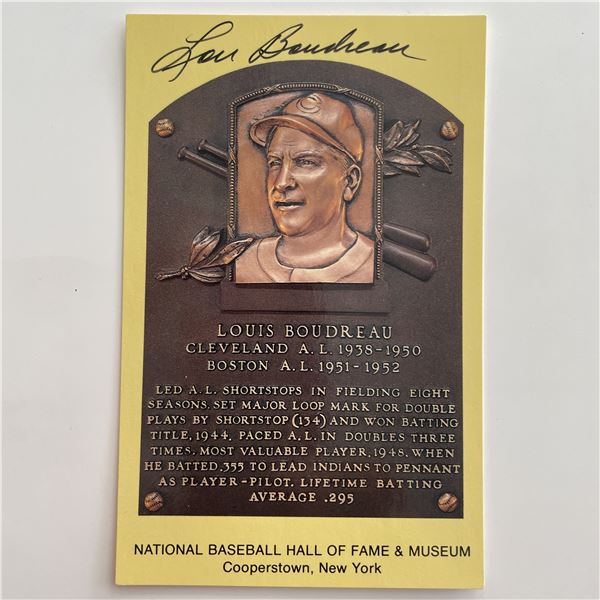 Lou Boudreau
C
LOUIS BOUDREAU
CLEVELAND A.L. 1938-1950
BOSTON A.L. 1951-1952
LED A.L. SHORTSTOPS IN FIELDING EIGHT
SEASONS. SET MAJOR LOOP MARK FOR DOUBLE
PLAYS BY SHORTSTOP (134) AND WON BATTING
TITLE, 1944. PACED A.L. IN DOUBLES THREE
TIMES. MOST VALUABLE PLAYER, 1948, WHEN
HE BATTED .355 TO LEAD INDIANS TO PENNANT
AS PLAYER-PILOT. LIFETIME BATTING
AVERAGE .295
NATIONAL BASEBALL HALL OF FAME & MUSEUM
Cooperstown, New York